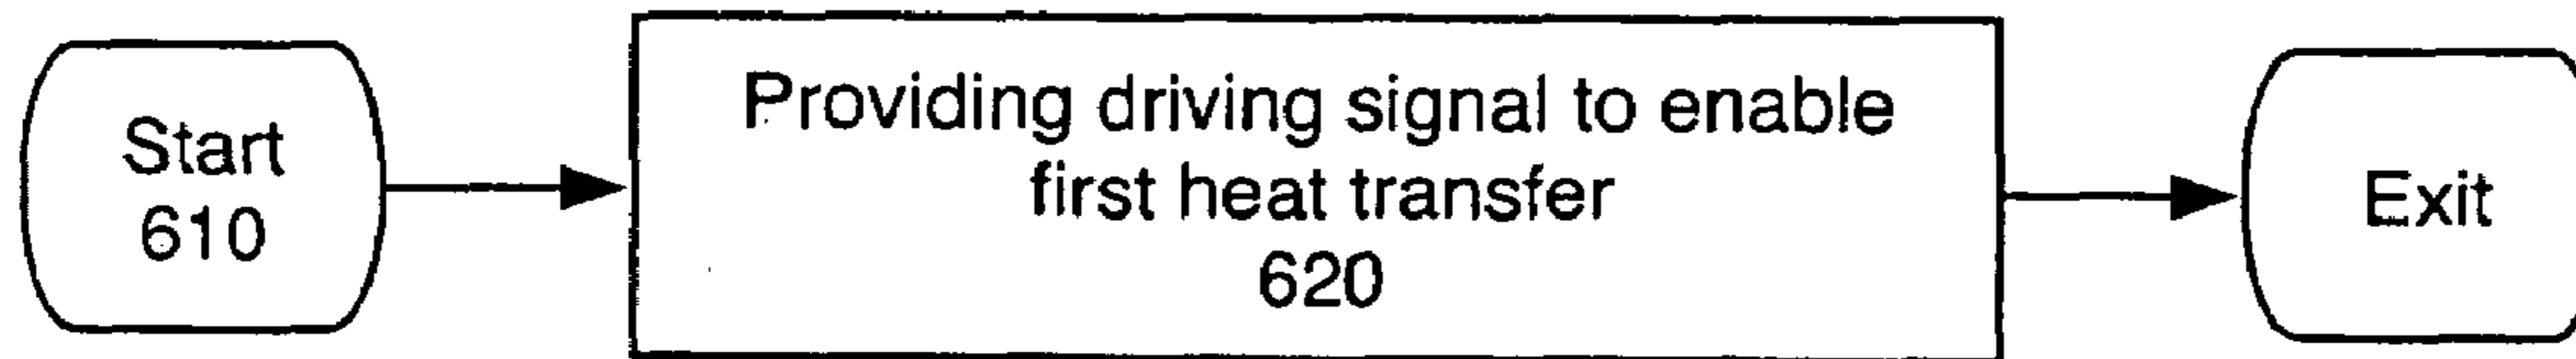 Start
610
Providing driving signal to enable
first heat transfer
620
Exit